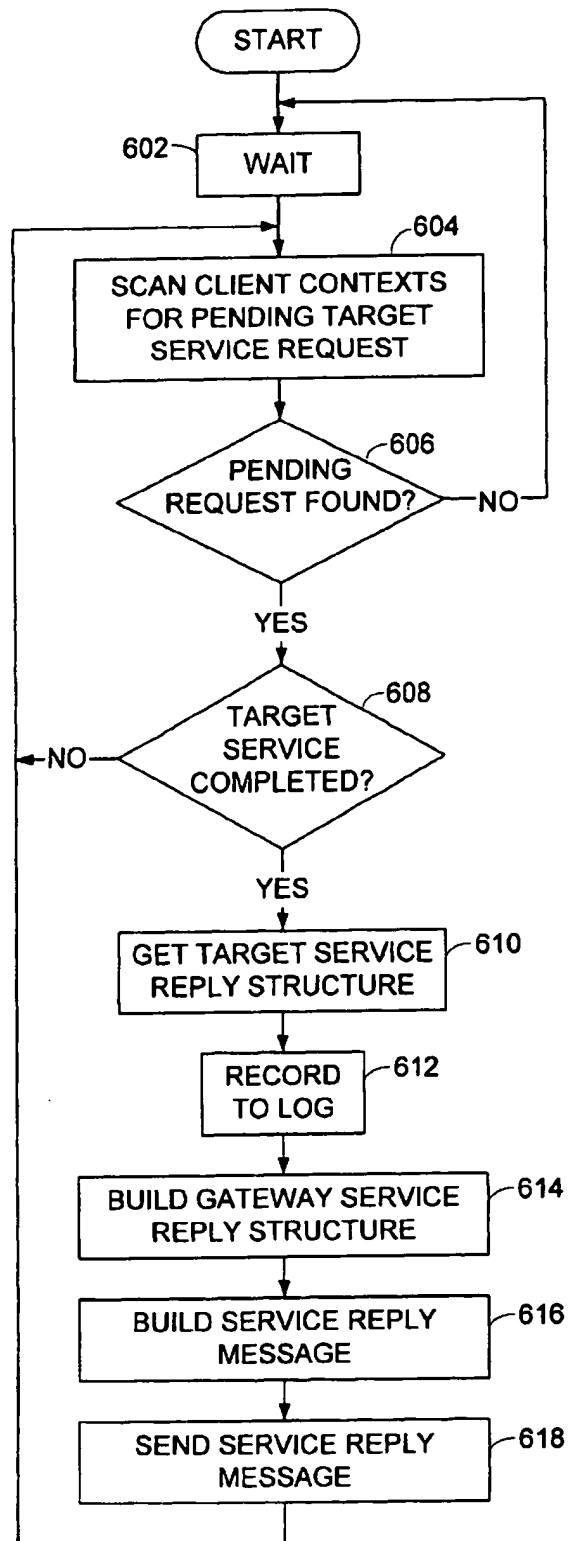 START
602
WAIT
604
SCAN CLIENT CONTEXTS
FOR PENDING TARGET
SERVICE REQUEST
606
PENDING
REQUEST FOUND?
NO
YES
608
TARGET
SERVICE
COMPLETED?
NO
YES
GET TARGET SERVICE
REPLY STRUCTURE
610
RECORD
TO LOG
612
BUILD GATEWAY SERVICE
REPLY STRUCTURE
614
BUILD SERVICE REPLY
MESSAGE
616
SEND SERVICE REPLY
MESSAGE
618